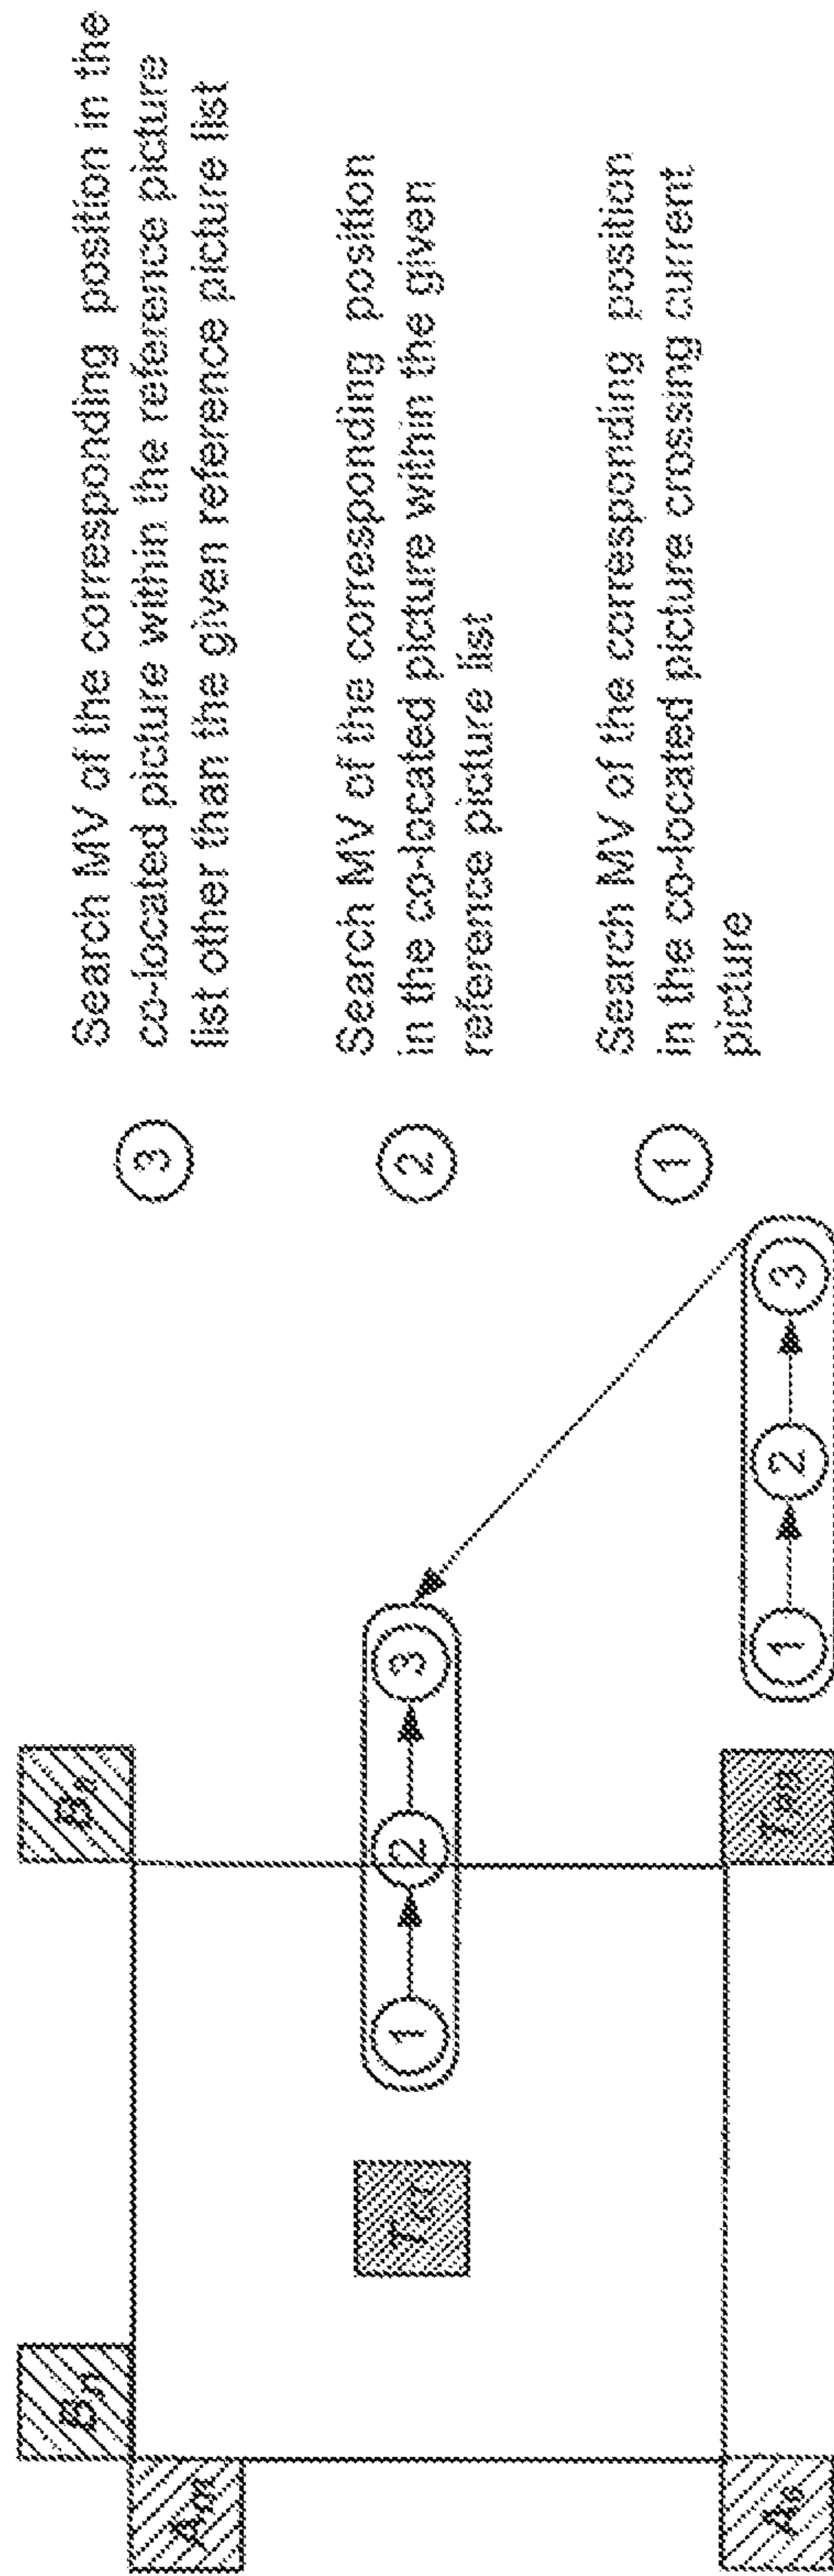 Bₙ
Aₘ
A₀
1
2
3
1
2
3
③ Search MV of the corresponding position in the
co-located picture within the reference picture
list other than the given reference picture list
② Search MV of the corresponding position
in the co-located picture within the given
reference picture list
① Search MV of the corresponding position
in the co-located picture crossing current
picture